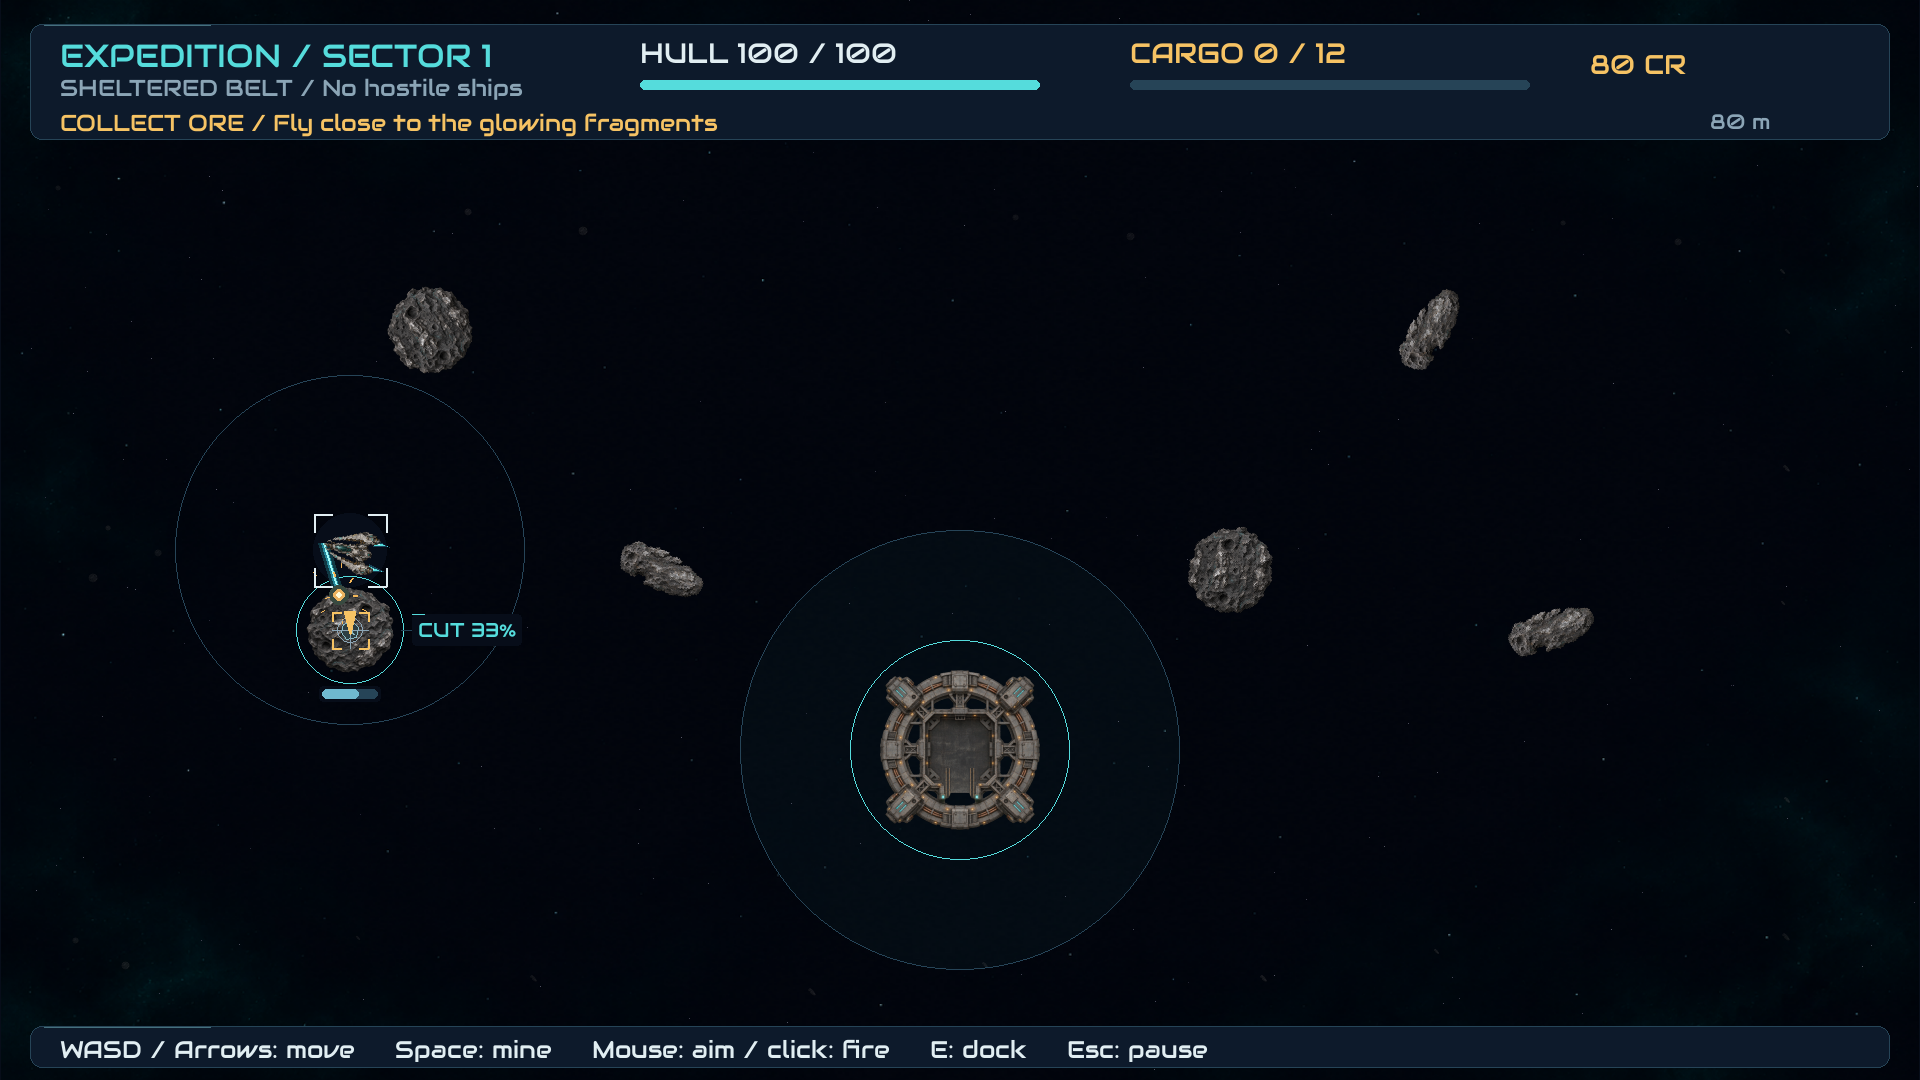 EXPEDITION / SECTOR 1
SHELTERED BELT / No hostile ships
COLLECT ORE / Fly close to the glowing fragments
HULL 100 / 100
CARGO 0 / 12
80 CR
80 m
CUT 33%
WASD / Arrows: move Space: mine Mouse: aim / click: fire E: dock Esc: pause